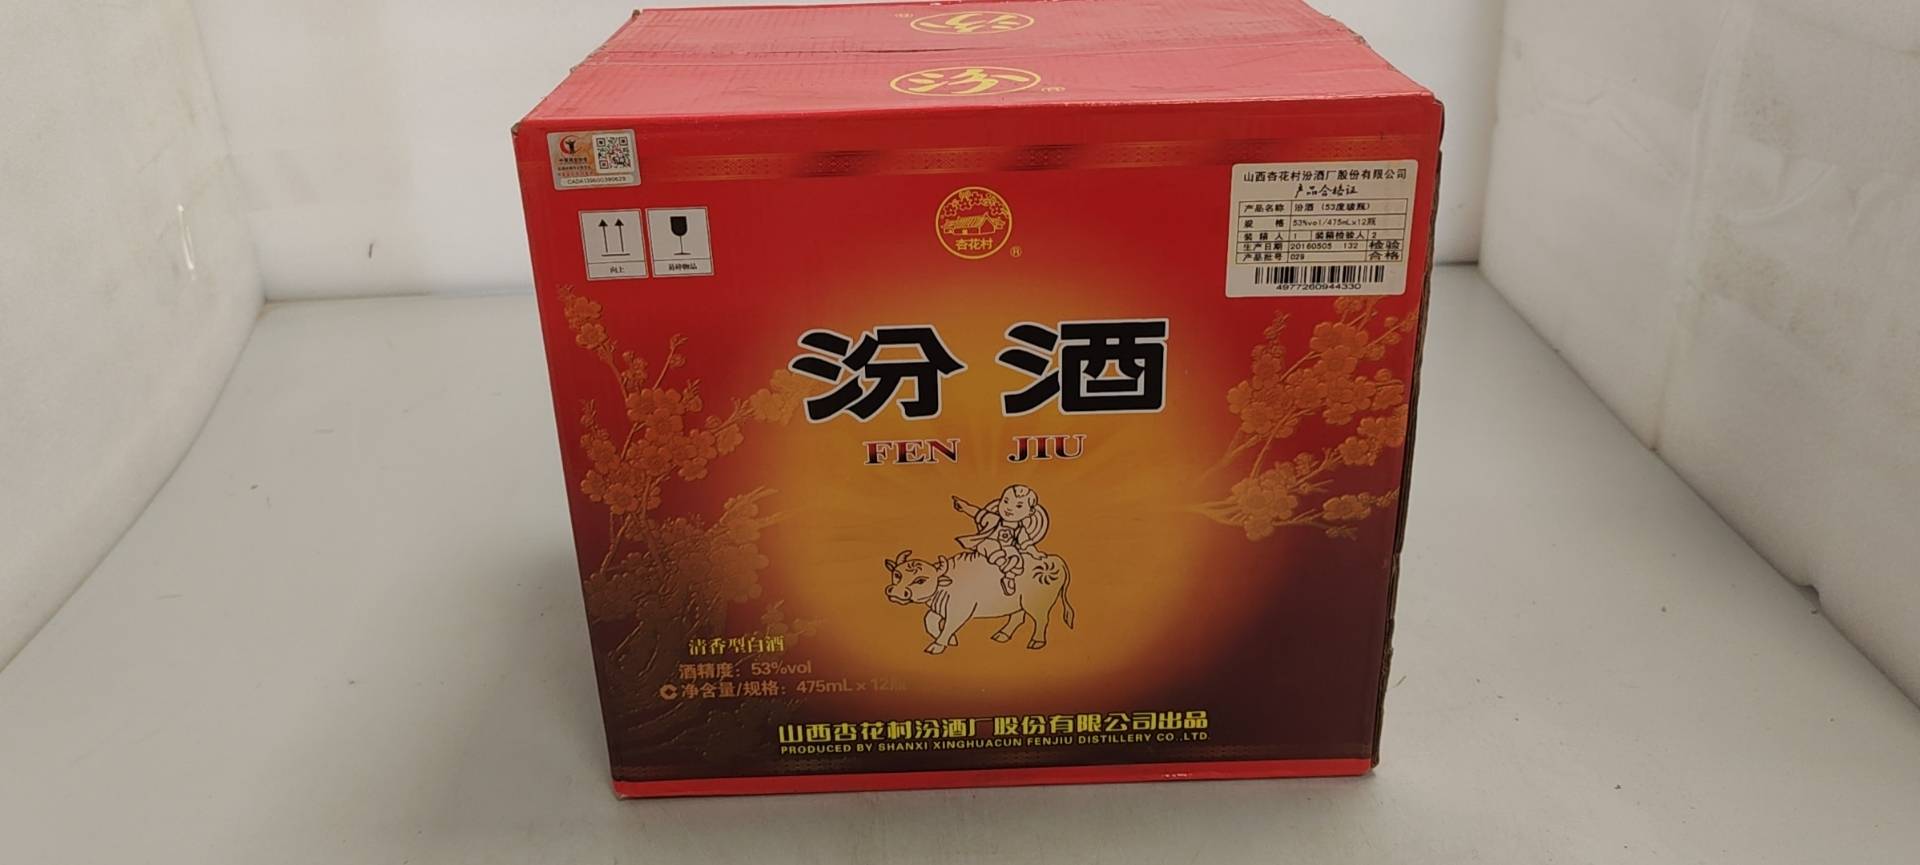 汾
汾
CADA139600390629
山西杏花村汾酒厂股份有限公司
产品合格证
产品名称 汾酒 (53度玻瓶)
规 格 53%vol/475mL×12瓶
装箱人 1 装箱检验人 2
生产日期 20160505 132 检验
产品批号 029 合格
4977260944330
向上 易碎物品
杏花村
®
汾酒
FEN JIU
清香型白酒
酒精度：53%vol
净含量/规格：475mL×12瓶
山西杏花村汾酒厂股份有限公司出品
PRODUCED BY SHANXI XINGHUACUN FENJIU DISTILLERY CO.,LTD.